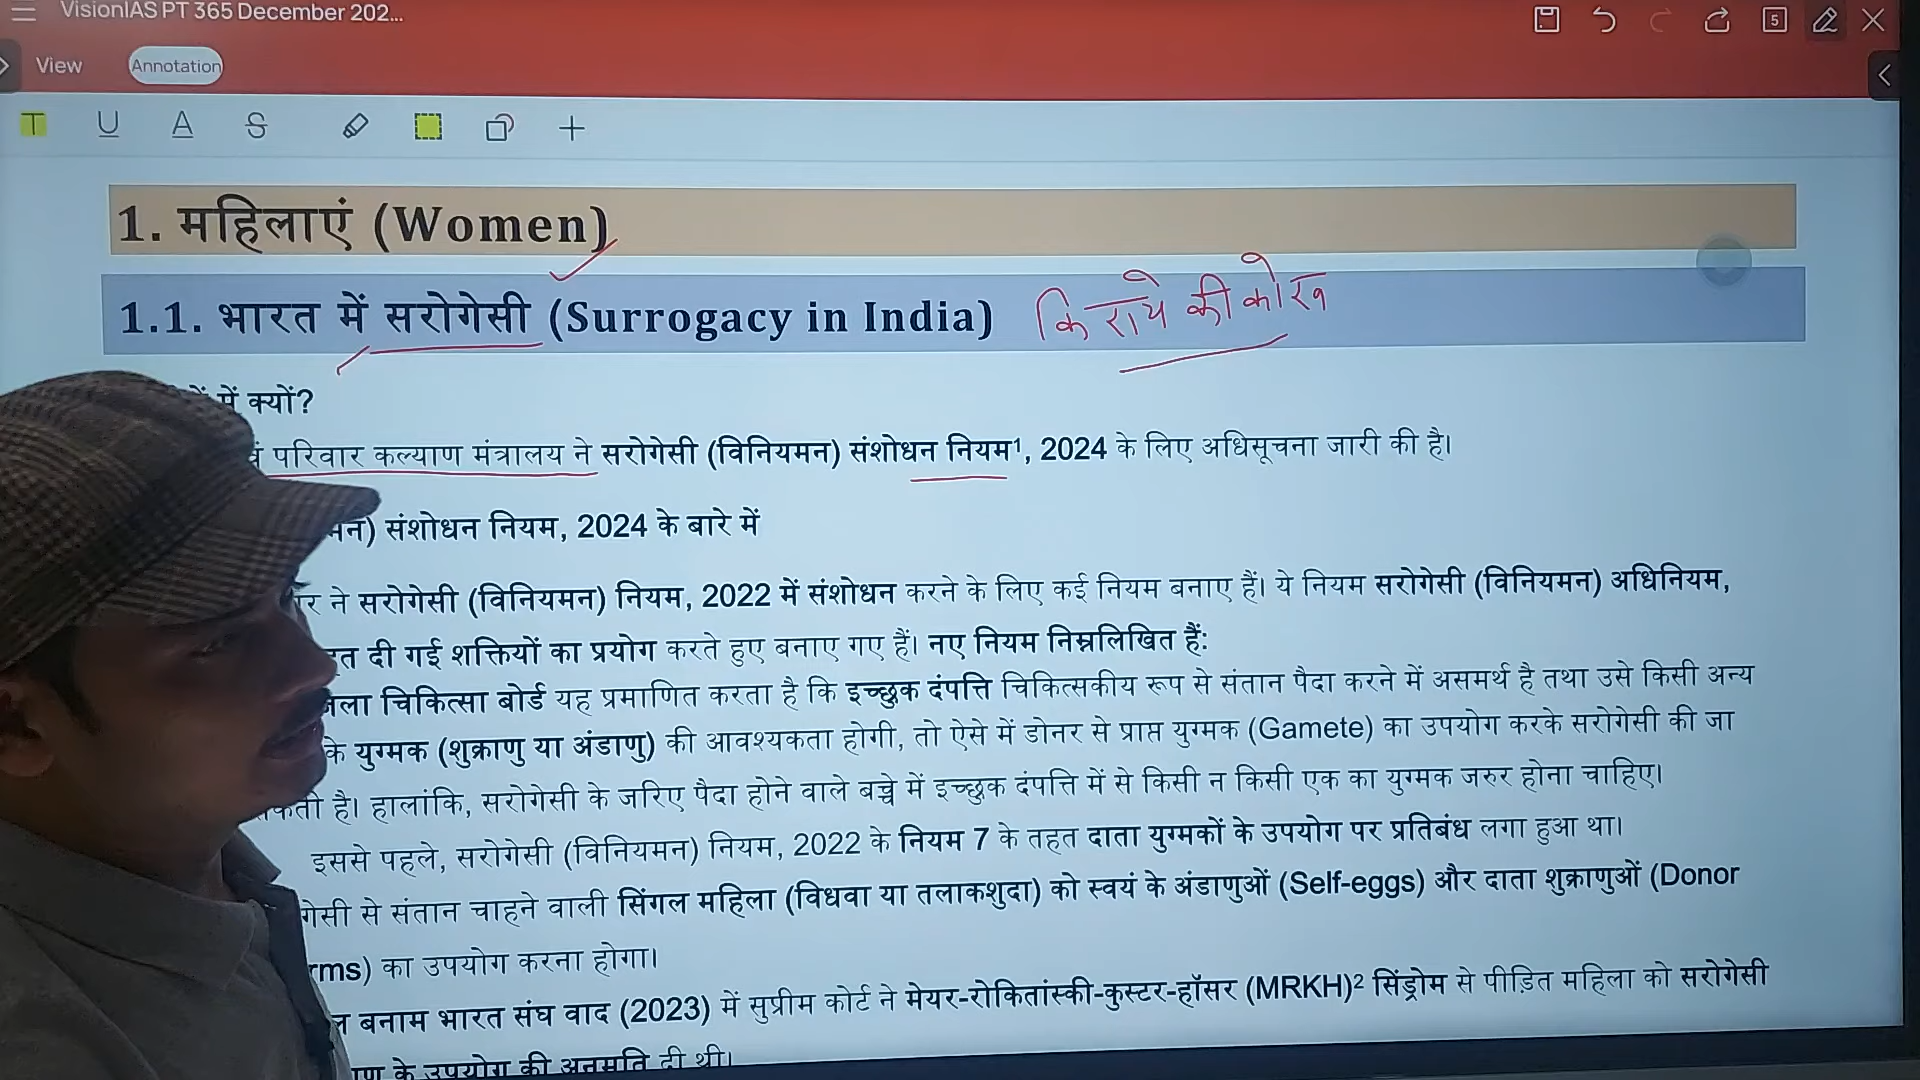 VisionIAS PT 365 December 202...
5
View
Annotation
T U A S
1. महिलाएं (Women)
1.1. भारत में सरोगेसी (Surrogacy in India) किराये की कोख
में क्यों?
परिवार कल्याण मंत्रालय ने सरोगेसी (विनियमन) संशोधन नियम¹, 2024 के लिए अधिसूचना जारी की है।
संशोधन नियम, 2024 के बारे में
ने सरोगेसी (विनियमन) नियम, 2022 में संशोधन करने के लिए कई नियम बनाए हैं। ये नियम सरोगेसी (विनियमन) अधिनियम,
दी गई शक्तियों का प्रयोग करते हुए बनाए गए हैं। नए नियम निम्नलिखित हैं:
चिकित्सा बोर्ड यह प्रमाणित करता है कि इच्छुक दंपत्ति चिकित्सकीय रूप से संतान पैदा करने में असमर्थ है तथा उसे किसी अन्य
के युग्मक (शुक्राणु या अंडाणु) की आवश्यकता होगी, तो ऐसे में डोनर से प्राप्त युग्मक (Gamete) का उपयोग करके सरोगेसी की जा
है। हालांकि, सरोगेसी के जरिए पैदा होने वाले बच्चे में इच्छुक दंपत्ति में से किसी न किसी एक का युग्मक जरुर होना चाहिए।
इससे पहले, सरोगेसी (विनियमन) नियम, 2022 के नियम 7 के तहत दाता युग्मकों के उपयोग पर प्रतिबंध लगा हुआ था।
से संतान चाहने वाली सिंगल महिला (विधवा या तलाकशुदा) को स्वयं के अंडाणुओं (Self-eggs) और दाता शुक्राणुओं (Donor
का उपयोग करना होगा।
बनाम भारत संघ वाद (2023) में सुप्रीम कोर्ट ने मेयर-रोकितांस्की-कुस्टर-हॉसर (MRKH)² सिंड्रोम से पीड़ित महिला को सरोगेसी
के उपयोग की अनुमति दी थी।